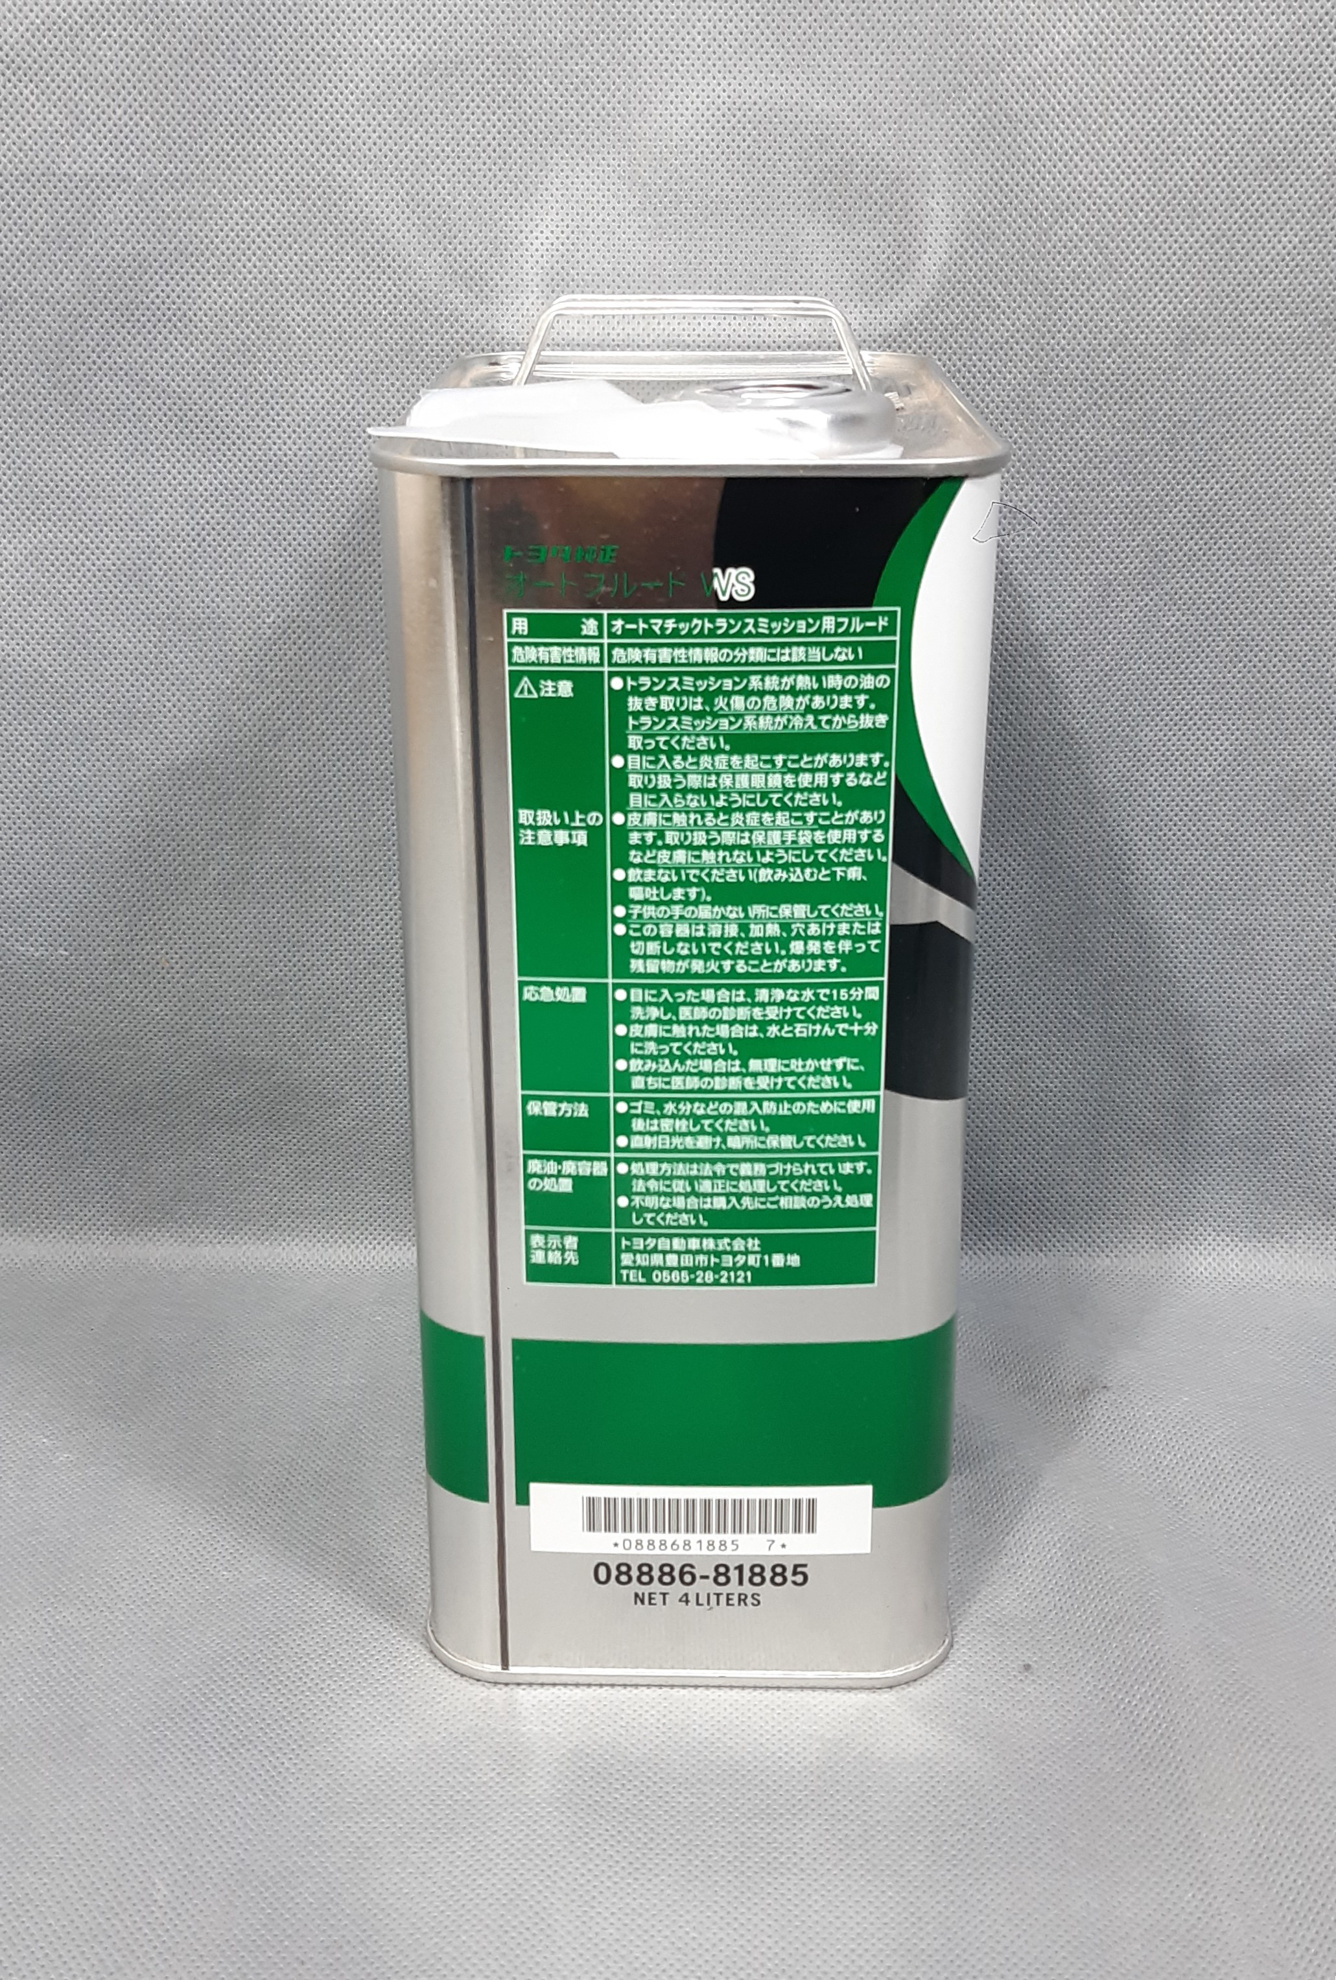 トヨタ純正
オートフルード WS
用 途 オートマチックトランスミッション用フルード
危険有害性情報 危険有害性情報の分類には該当しない
⚠注意
取扱い上の
注意事項
●トランスミッション系統が熱い時の油の
抜き取りは、火傷の危険があります。
トランスミッション系統が冷えてから抜き
取ってください。
●目に入ると炎症を起こすことがあります。
取り扱う際は保護眼鏡を使用するなど
目に入らないようにしてください。
●皮膚に触れると炎症を起こすことがあり
ます。取り扱う際は保護手袋を使用する
など皮膚に触れないようにしてください。
●飲まないでください(飲み込むと下痢、
嘔吐します)。
●子供の手の届かない所に保管してください。
●この容器は溶接、加熱、穴あけまたは
切断しないでください。爆発を伴って
残留物が発火することがあります。
応急処置
●目に入った場合は、清浄な水で15分間
洗浄し、医師の診断を受けてください。
●皮膚に触れた場合は、水と石けんで十分
に洗ってください。
●飲み込んだ場合は、無理に吐かせずに、
直ちに医師の診断を受けてください。
保管方法
●ゴミ、水分などの混入防止のために使用
後は密栓してください。
●直射日光を避け、暗所に保管してください。
廃油・廃容器
の処置
●処理方法は法令で義務づけられています。
法令に従い適正に処理してください。
●不明な場合は購入先にご相談のうえ処理
してください。
表示者
連絡先
トヨタ自動車株式会社
愛知県豊田市トヨタ町1番地
TEL 0565-28-2121
*0888681885 7*
08886-81885
NET 4 LITERS